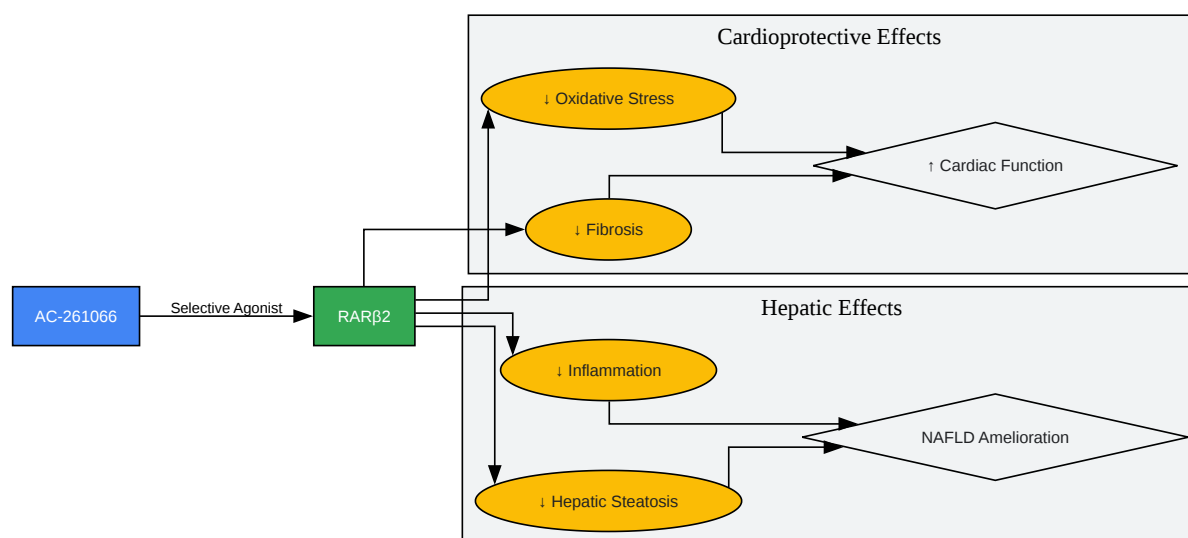 Cardioprotective Effects
↓ Oxidative Stress
↑ Cardiac Function
↓ Fibrosis
AC-261066
Selective Agonist
RARβ2
Hepatic Effects
↓ Inflammation
NAFLD Amelioration
↓ Hepatic Steatosis